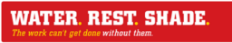 WATER. REST. SHADE.
The work can't get done without them.